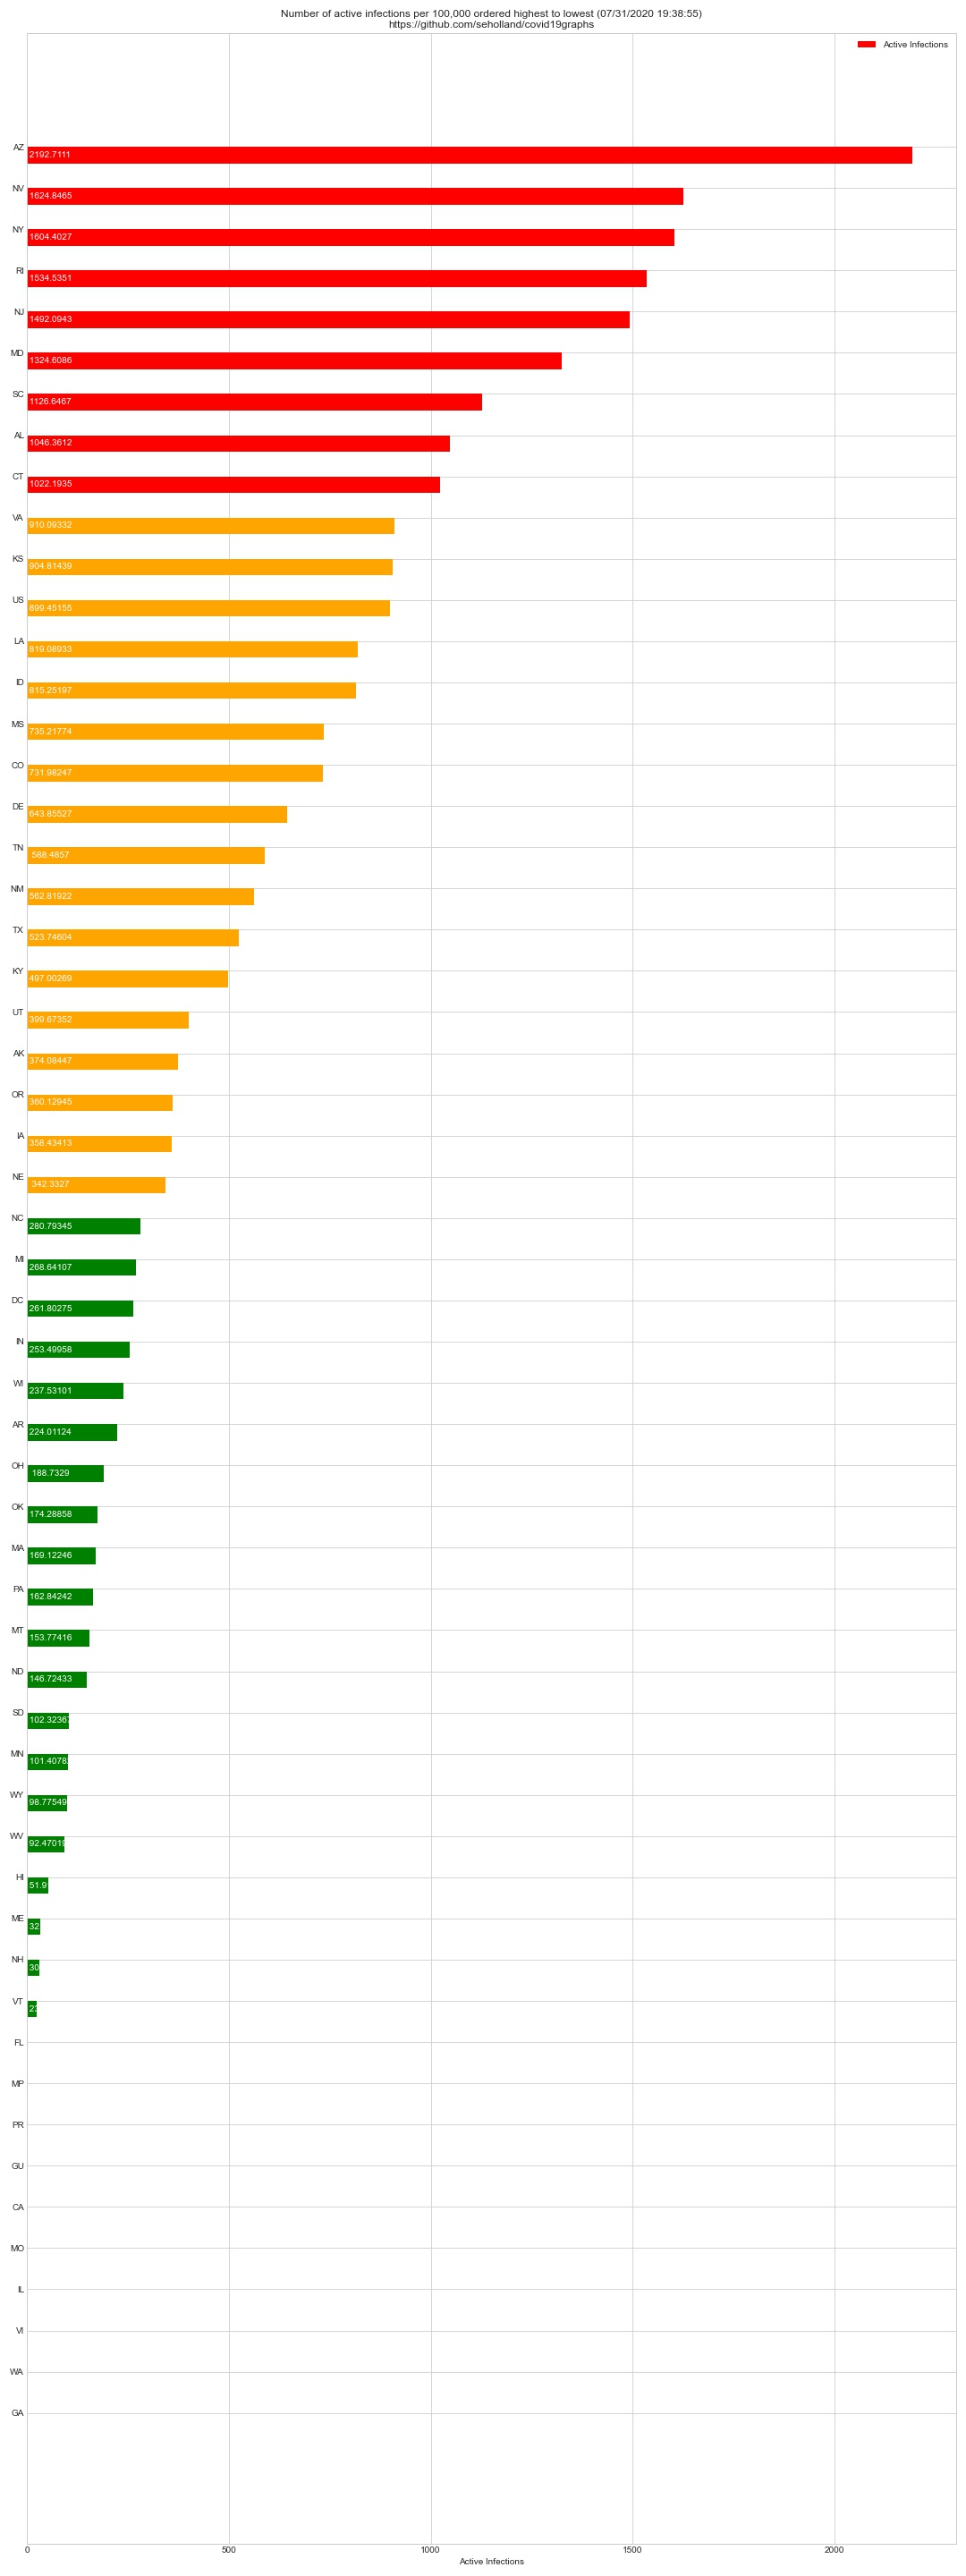 Number of active infections per 100,000 ordered highest to lowest (07/31/2020 19:38:55)
https://github.com/seholland/covid19graphs
Active Infections
AZ 2192.7111
NV 1624.8465
NY 1604.4027
RI 1534.5351
NJ 1492.0943
MD 1324.6086
SC 1126.6467
AL 1046.3612
CT 1022.1935
VA 910.09332
KS 904.81439
US 899.45155
LA 819.08933
ID 815.25197
MS 735.21774
CO 731.98247
DE 643.85527
TN 588.4857
NM 562.81922
TX 523.74604
KY 497.00269
UT 399.67352
AK 374.08447
OR 360.12945
IA 358.43413
NE 342.3327
NC 280.79345
MI 268.64107
DC 261.80275
IN 253.49958
WI 237.53101
AR 224.01124
OH 188.7329
OK 174.28858
MA 169.12246
PA 162.84242
MT 153.77416
ND 146.72433
SD 102.32367
MN 101.4078
WY 98.77549
WV 92.47019
HI 51.9
ME 32
NH 30
VT
FL
MP
PR
GU
CA
MO
IL
VI
WA
GA
0 500 1000 1500 2000
Active Infections